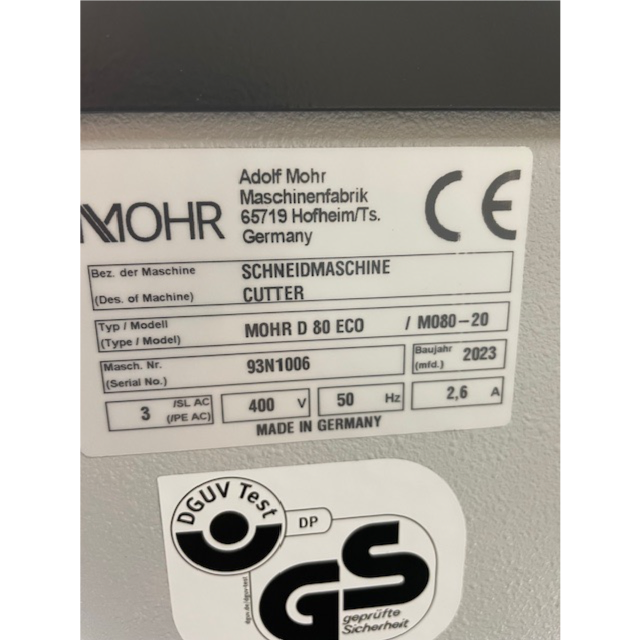 MOHR
Adolf Mohr
Maschinenfabrik
65719 Hofheim/Ts.
Germany
CE
Bez. der Maschine
(Des. of Machine)
SCHNEIDMASCHINE
CUTTER
Typ / Modell
(Type / Model)
MOHR D 80 ECO / M080-20
Masch. Nr.
(Serial No.)
93N1006
Baujahr
(mfd.)
2023
3 /SL AC
(/PE AC)
400 V
50 Hz
2,6 A
MADE IN GERMANY
DGUV Test
DP
GS
geprüfte
Sicherheit